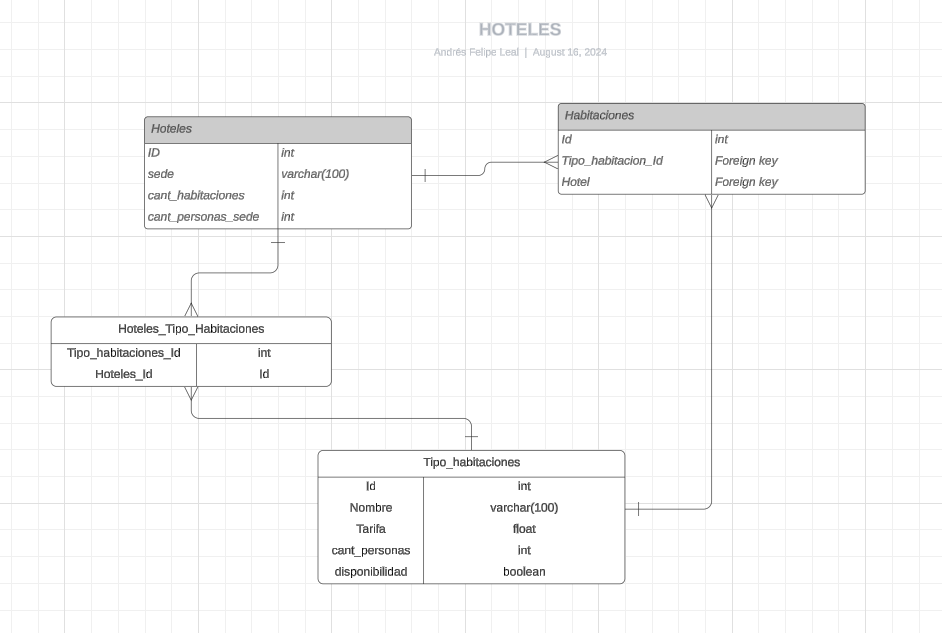 HOTELES
Andrés Felipe Leal | August 16, 2024
Hoteles
ID int
sede varchar(100)
cant_habitaciones int
cant_personas_sede int
Habitaciones
Id int
Tipo_habitacion_Id Foreign key
Hotel Foreign key
Hoteles_Tipo_Habitaciones
Tipo_habitaciones_Id int
Hoteles_Id Id
Tipo_habitaciones
Id int
Nombre varchar(100)
Tarifa float
cant_personas int
disponibilidad boolean